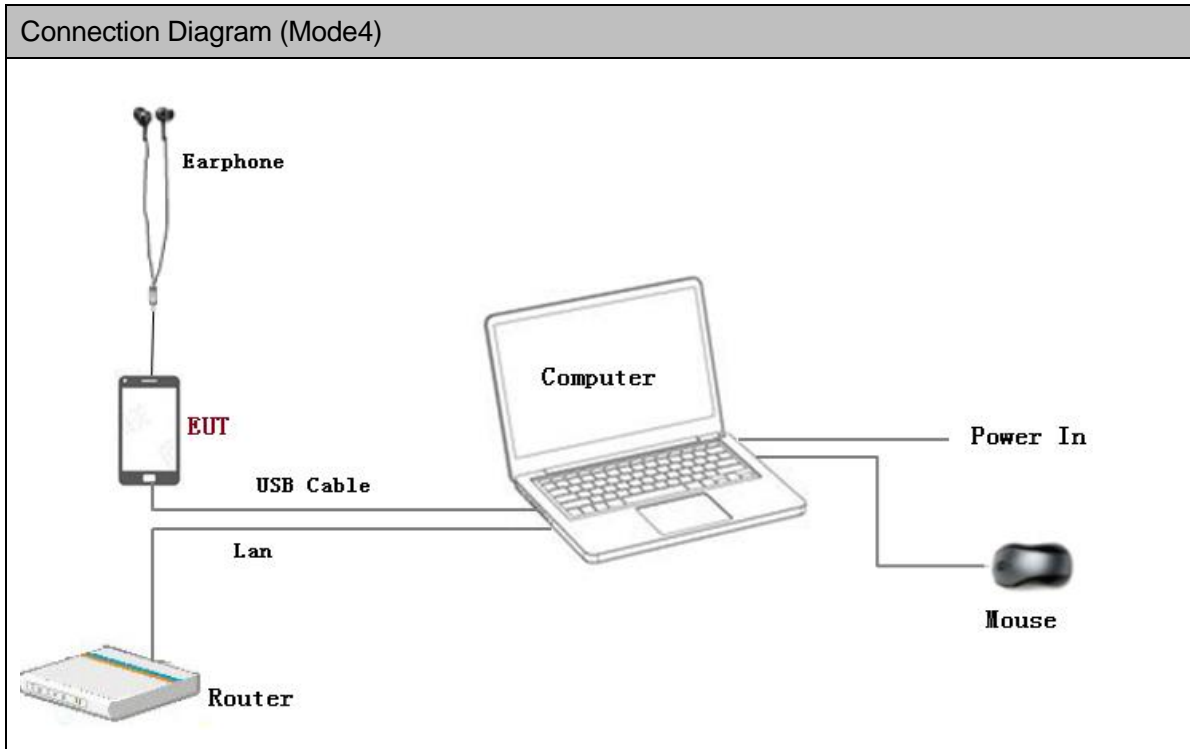 Connection Diagram (Mode4)
Earphone
Computer
EUT
Power In
USB Cable
Lan
Mouse
Router